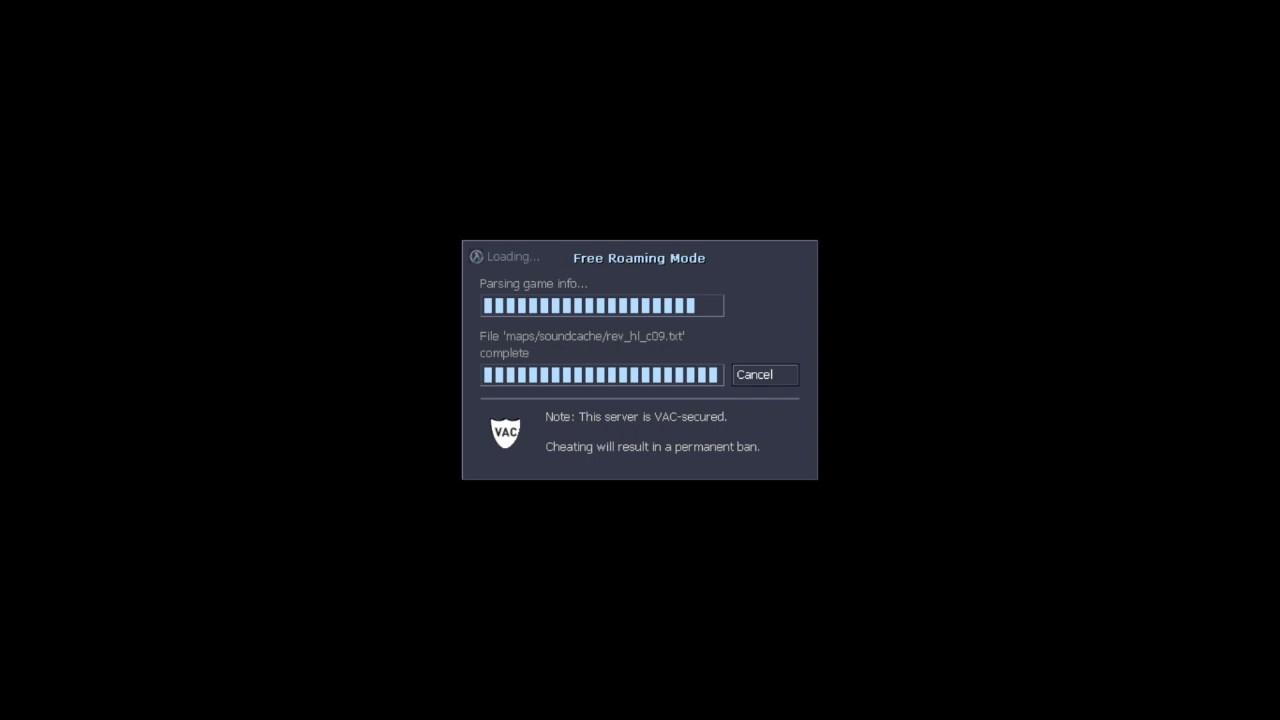 Loading...
Free Roaming Mode
Parsing game info...
File 'maps/soundcache/rev_hl_c09.txt'
complete
Cancel
VAC
Note: This server is VAC-secured.
Cheating will result in a permanent ban.